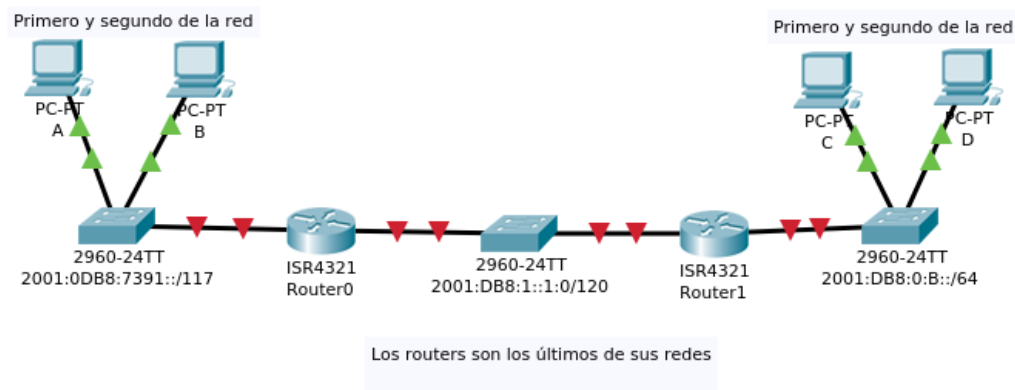 Primero y segundo de la red
Primero y segundo de la red
PC-PT
A
PC-PT
B
PC-PT
C
PC-PT
D
2960-24TT
2001:0DB8:7391::/117
ISR4321
Router0
2960-24TT
2001:DB8:1::1:0/120
ISR4321
Router1
2960-24TT
2001:DB8:0:B::/64
Los routers son los últimos de sus redes